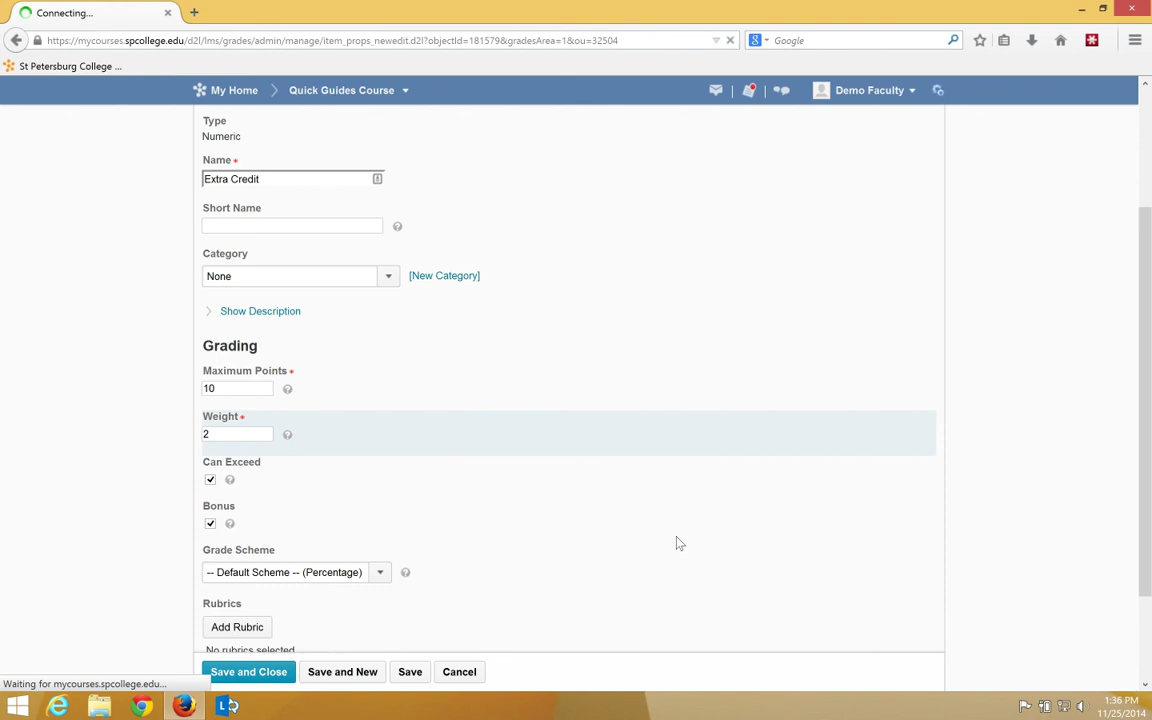 Connecting...
https://mycourses.spcollege.edu/d2l/lms/grades/admin/manage/item_props_newedit.d2l?objectId=181579&gradesArea=1&ou=32504
Google
St Petersburg College ...
My Home
Quick Guides Course
Demo Faculty
Type
Numeric
Name *
Extra Credit
Short Name
Category
None
[New Category]
Show Description
Grading
Maximum Points *
10
Weight *
2
Can Exceed
Bonus
Grade Scheme
-- Default Scheme -- (Percentage)
Rubrics
Add Rubric
No rubrics selected
Save and Close
Save and New
Save
Cancel
Waiting for mycourses.spcollege.edu...
1:36 PM
11/25/2014